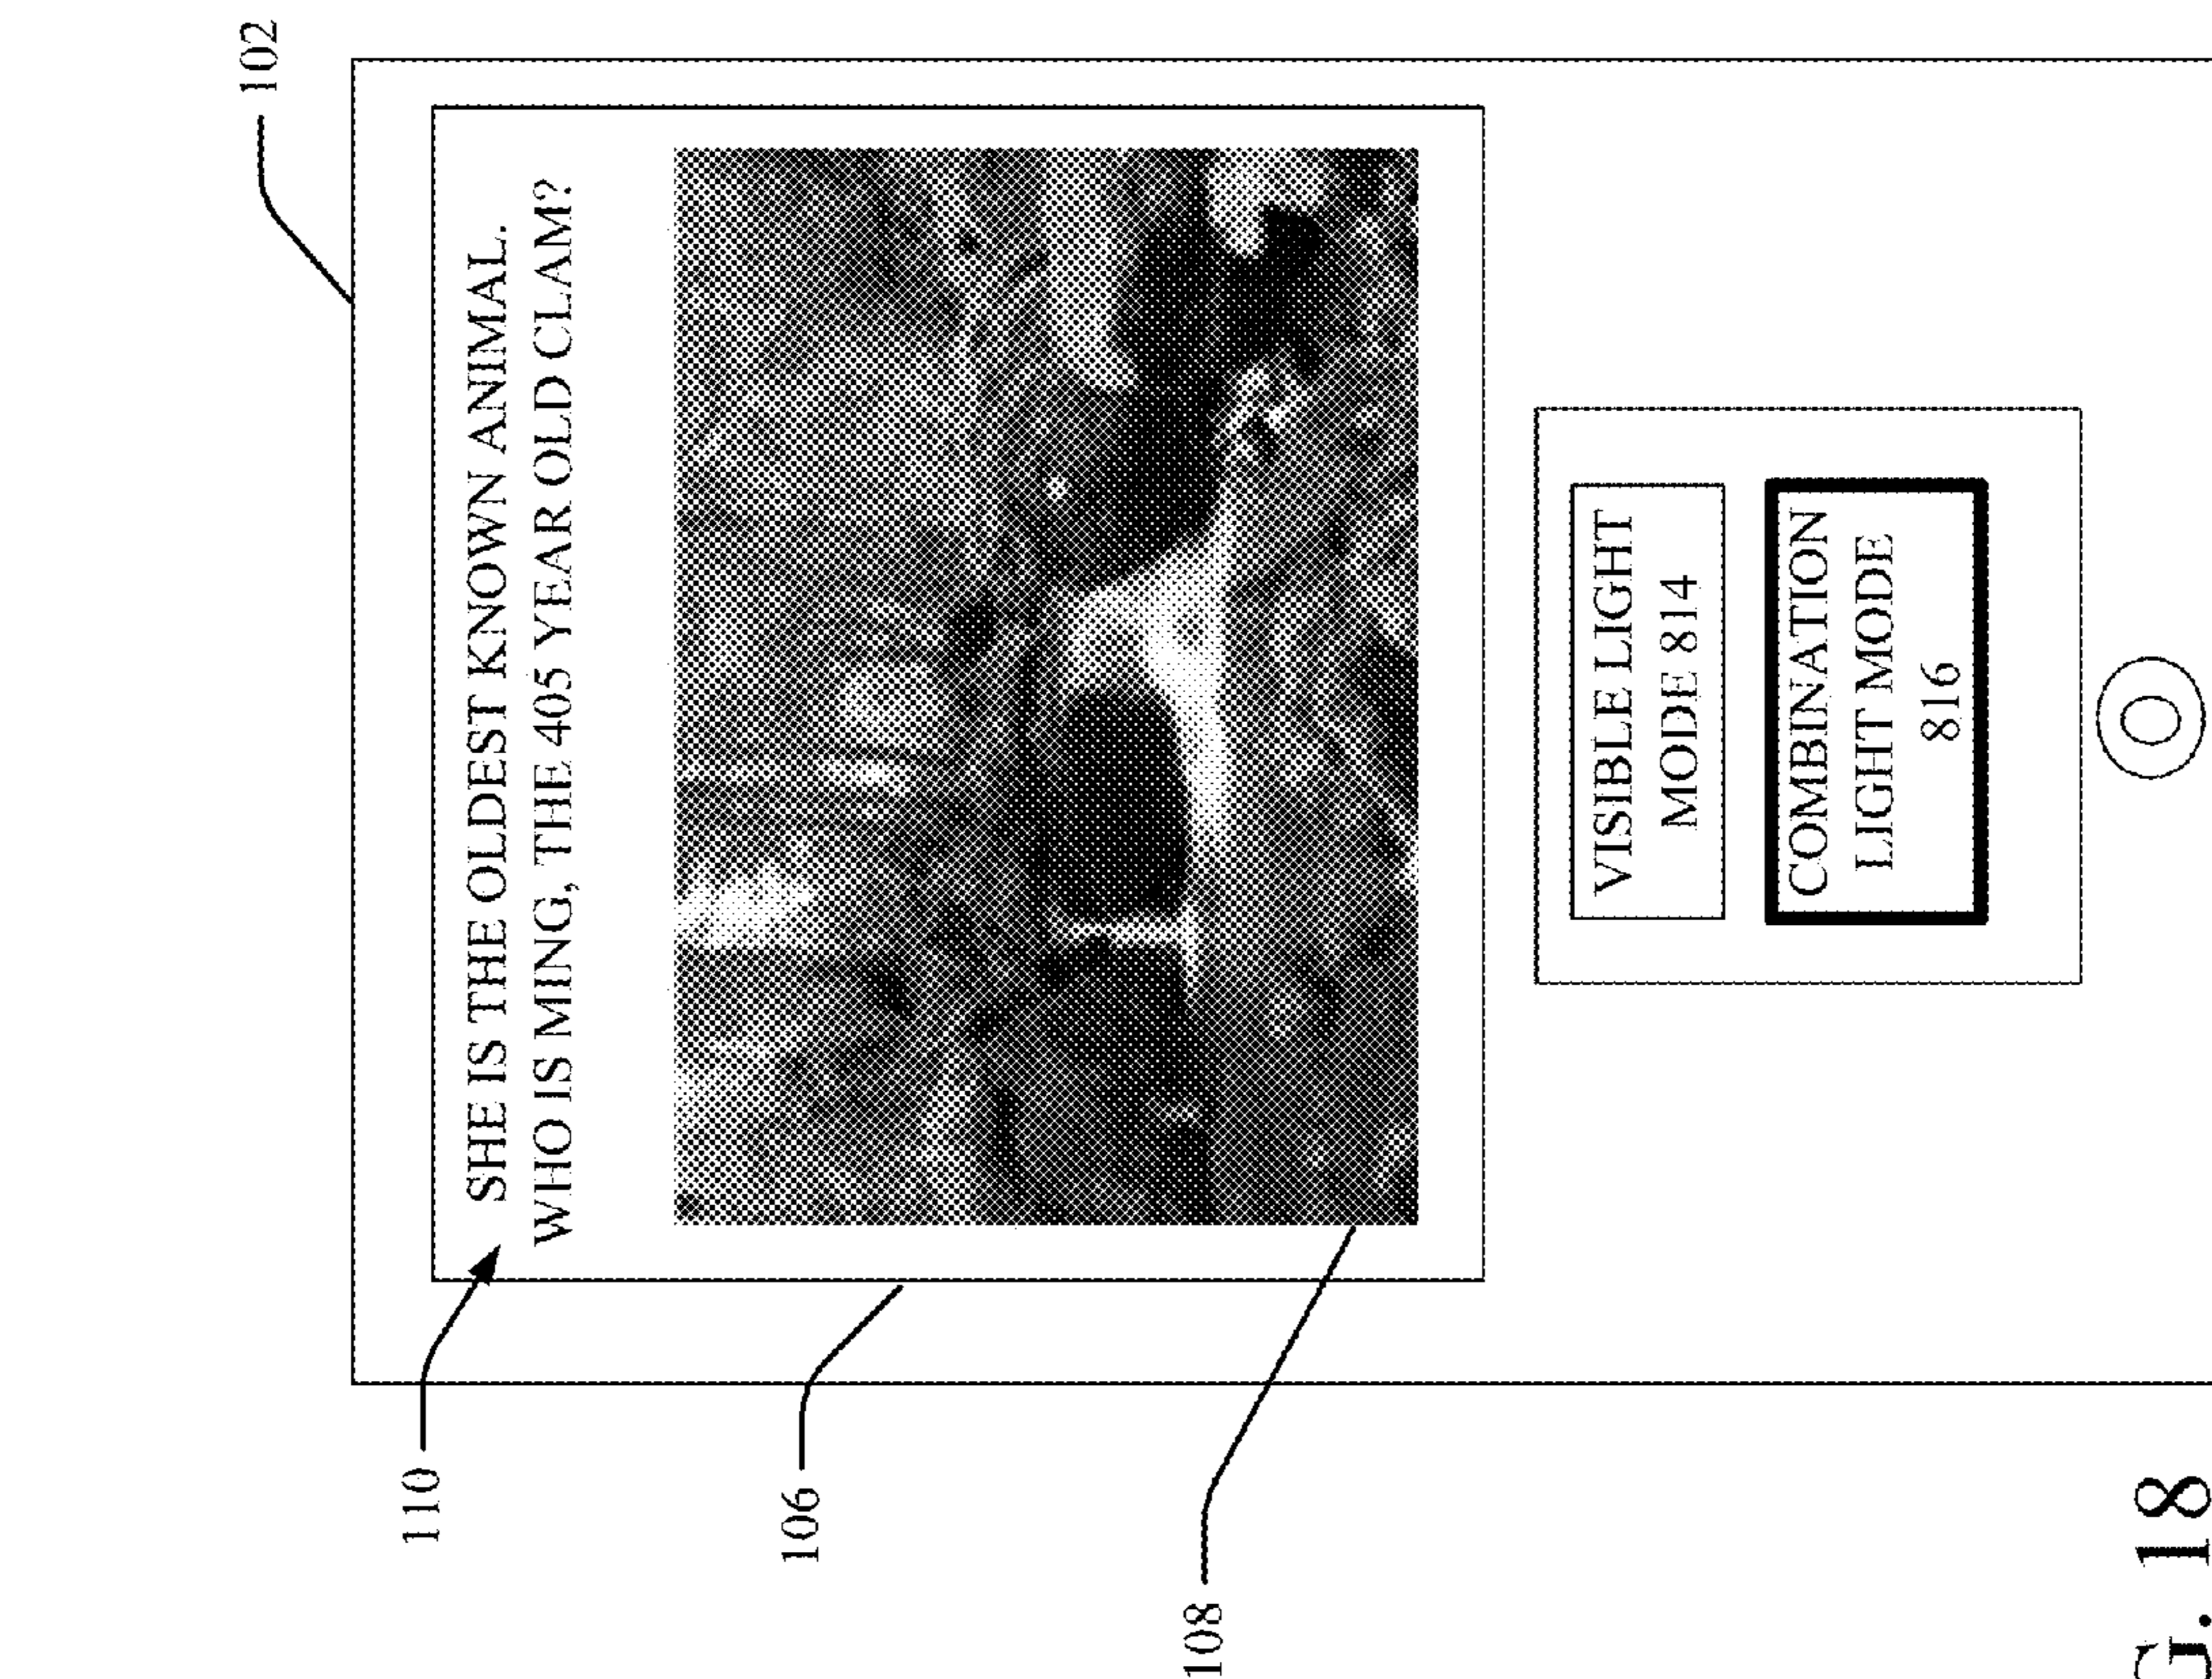 102
110
SHE IS THE OLDEST KNOWN ANIMAL.
WHO IS MING, THE 405 YEAR OLD CLAM?
106
108
VISIBLE LIGHT
MODE 814
COMBINATION
LIGHT MODE
816
G. 18